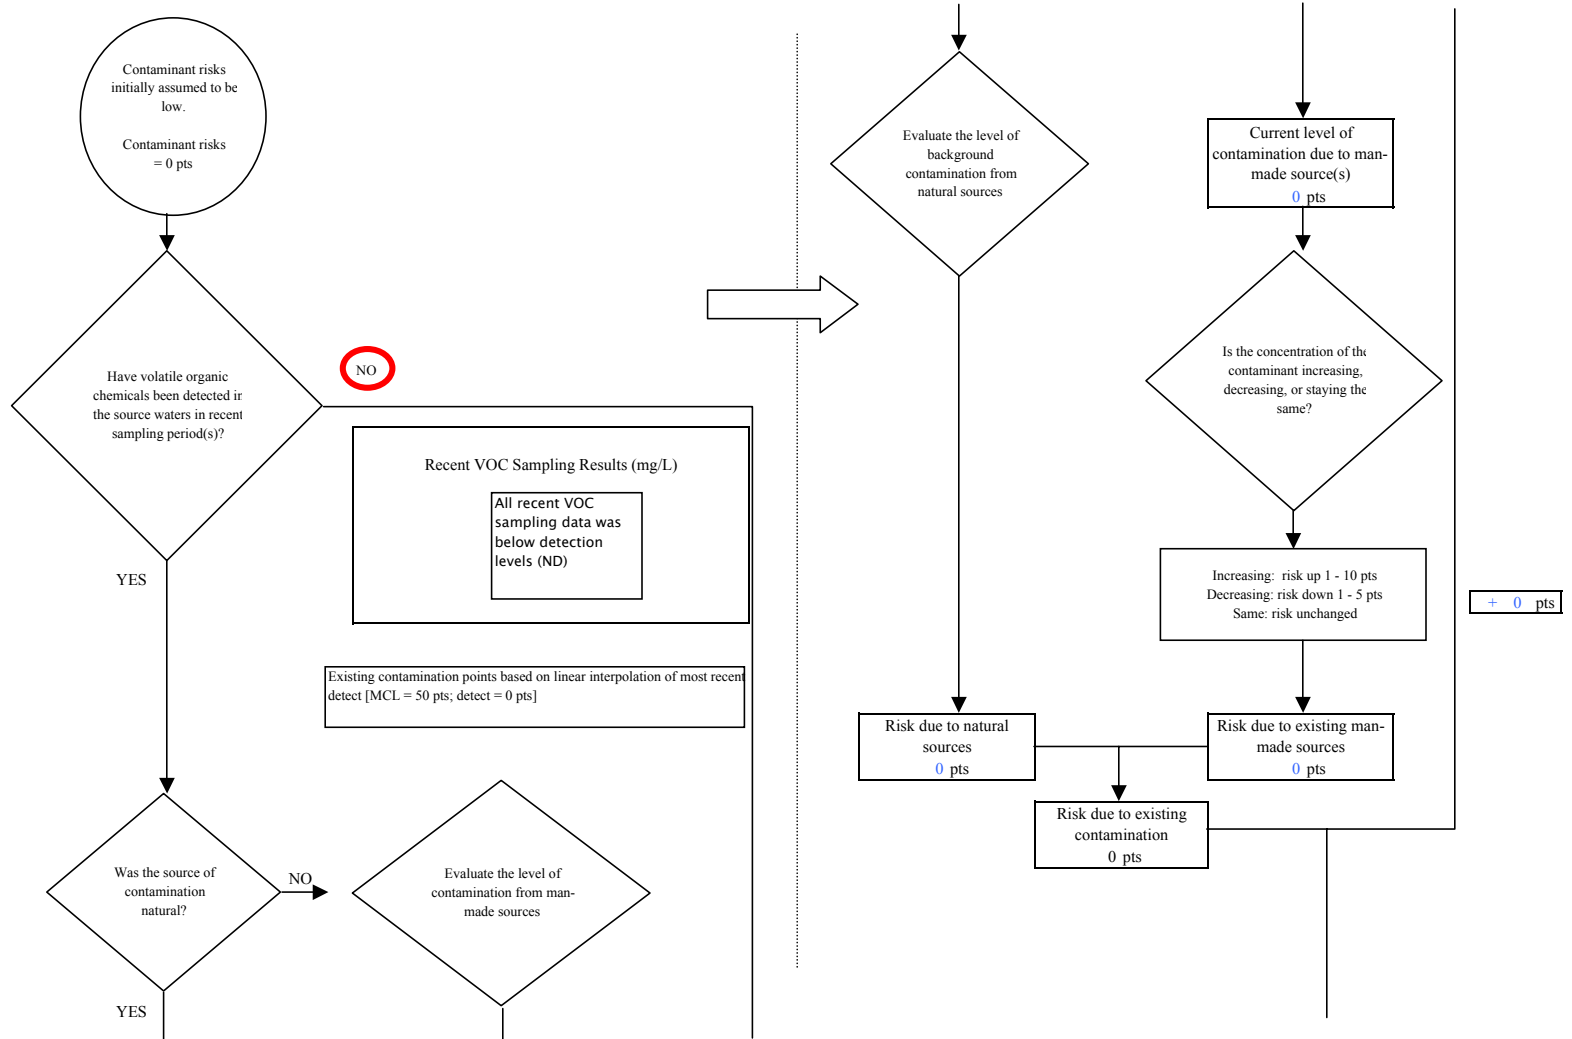 Contaminant risks
initially assumed to be
low.
Contaminant risks
= 0 pts
Have volatile organic
chemicals been detected in
the source waters in recent
sampling period(s)?
NO
Recent VOC Sampling Results (mg/L)
All recent VOC
sampling data was
below detection
levels (ND)
YES
Existing contamination points based on linear interpolation of most recent
detect [MCL = 50 pts; detect = 0 pts]
Was the source of
contamination
natural?
NO
Evaluate the level of
contamination from man-
made sources
YES
Evaluate the level of
background
contamination from
natural sources
Current level of
contamination due to man-
made source(s)
0 pts
Is the concentration of the
contaminant increasing,
decreasing, or staying the
same?
Increasing: risk up 1 - 10 pts
Decreasing: risk down 1 - 5 pts
Same: risk unchanged
+ 0 pts
Risk due to natural
sources
0 pts
Risk due to existing man-
made sources
0 pts
Risk due to existing
contamination
0 pts